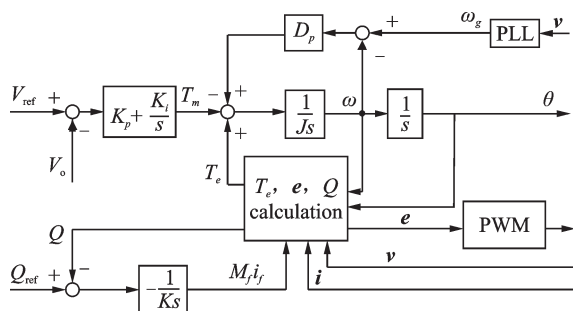 D_p + − ω_g PLL v
V_ref + − K_p + K_i/s T_m − + + 1/Js ω 1/s θ
V_o T_e
T_e, e, Q calculation
e PWM
Q v
Q_ref + − −1/Ks M_f i_f i